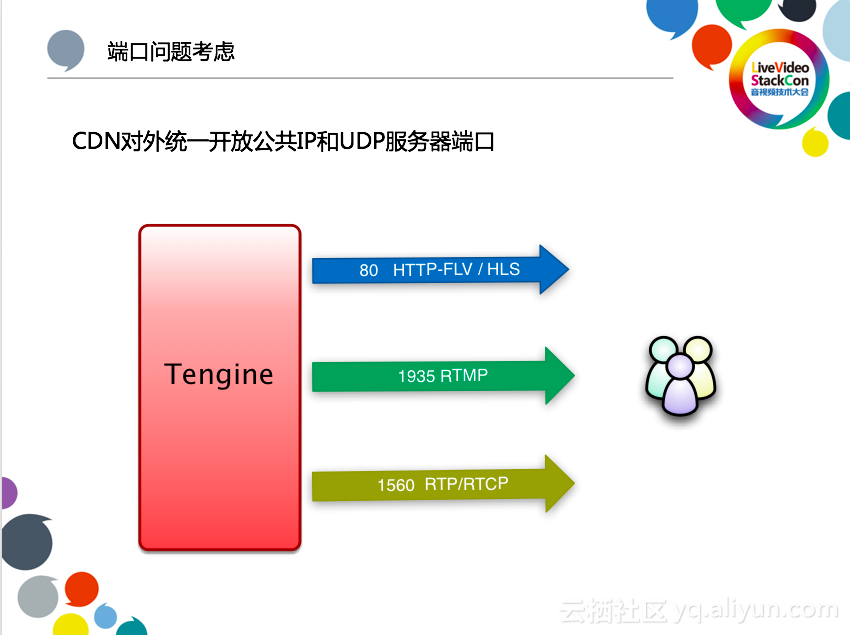 端口问题考虑
LiveVideo
StackCon
音视频技术大会
CDN对外统一开放公共IP和UDP服务器端口
80 HTTP-FLV / HLS
Tengine
1935 RTMP
1560 RTP/RTCP
云栖社区 yq.aliyun.com